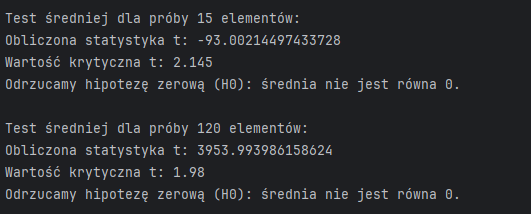 Test średniej dla próby 15 elementów:
Obliczona statystyka t: -93.00214497433728
Wartość krytyczna t: 2.145
Odrzucamy hipotezę zerową (H0): średnia nie jest równa 0.
Test średniej dla próby 120 elementów:
Obliczona statystyka t: 3953.993986158624
Wartość krytyczna t: 1.98
Odrzucamy hipotezę zerową (H0): średnia nie jest równa 0.